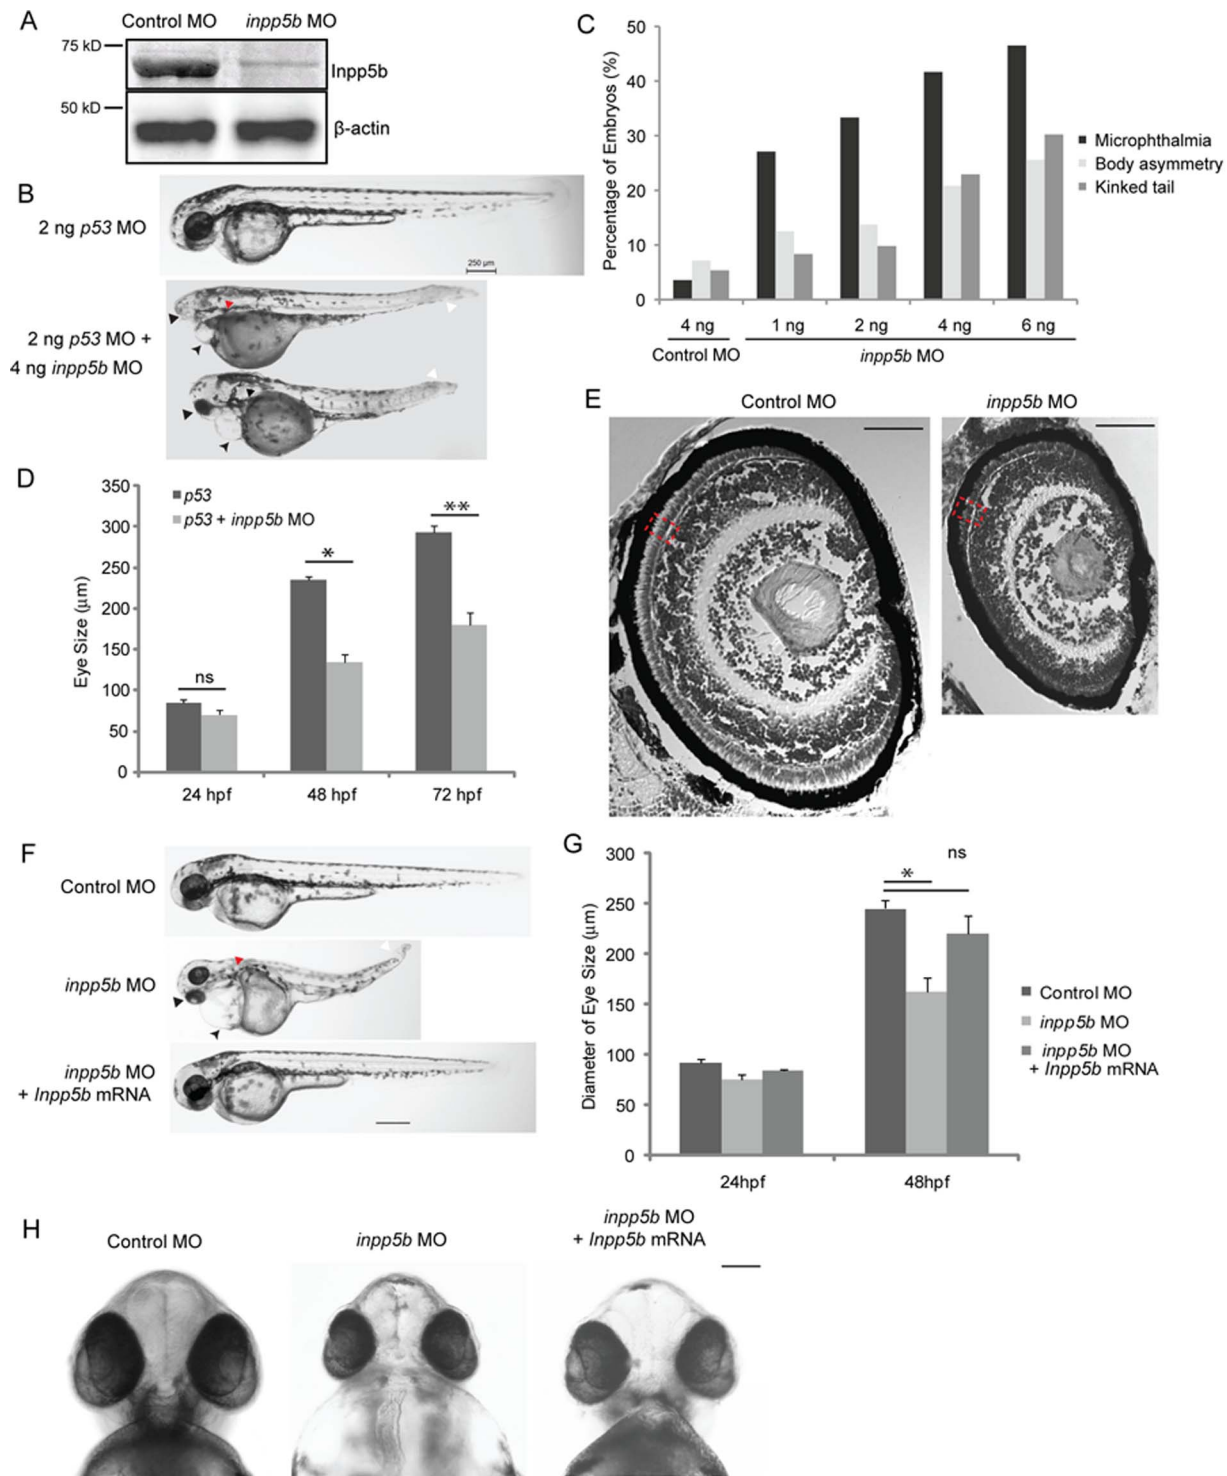 A
Control MO inpp5b MO
75 kD
Inpp5b
50 kD
β-actin
B
2 ng p53 MO
250 μm
2 ng p53 MO +
4 ng inpp5b MO
C
Percentage of Embryos (%)
50
40
30
20
10
0
4 ng 1 ng 2 ng 4 ng 6 ng
Control MO inpp5b MO
Microphthalmia
Body asymmetry
Kinked tail
D
Eye Size (μm)
350
300
250
200
150
100
50
0
p53
p53 + inpp5b MO
ns
*
**
24 hpf 48 hpf 72 hpf
E
Control MO inpp5b MO
F
Control MO
inpp5b MO
inpp5b MO
+ Inpp5b mRNA
G
Diameter of Eye Size (μm)
300
250
200
150
100
50
0
ns
*
24hpf 48hpf
Control MO
inpp5b MO
inpp5b MO
+ Inpp5b mRNA
H
Control MO
inpp5b MO
inpp5b MO
+ Inpp5b mRNA